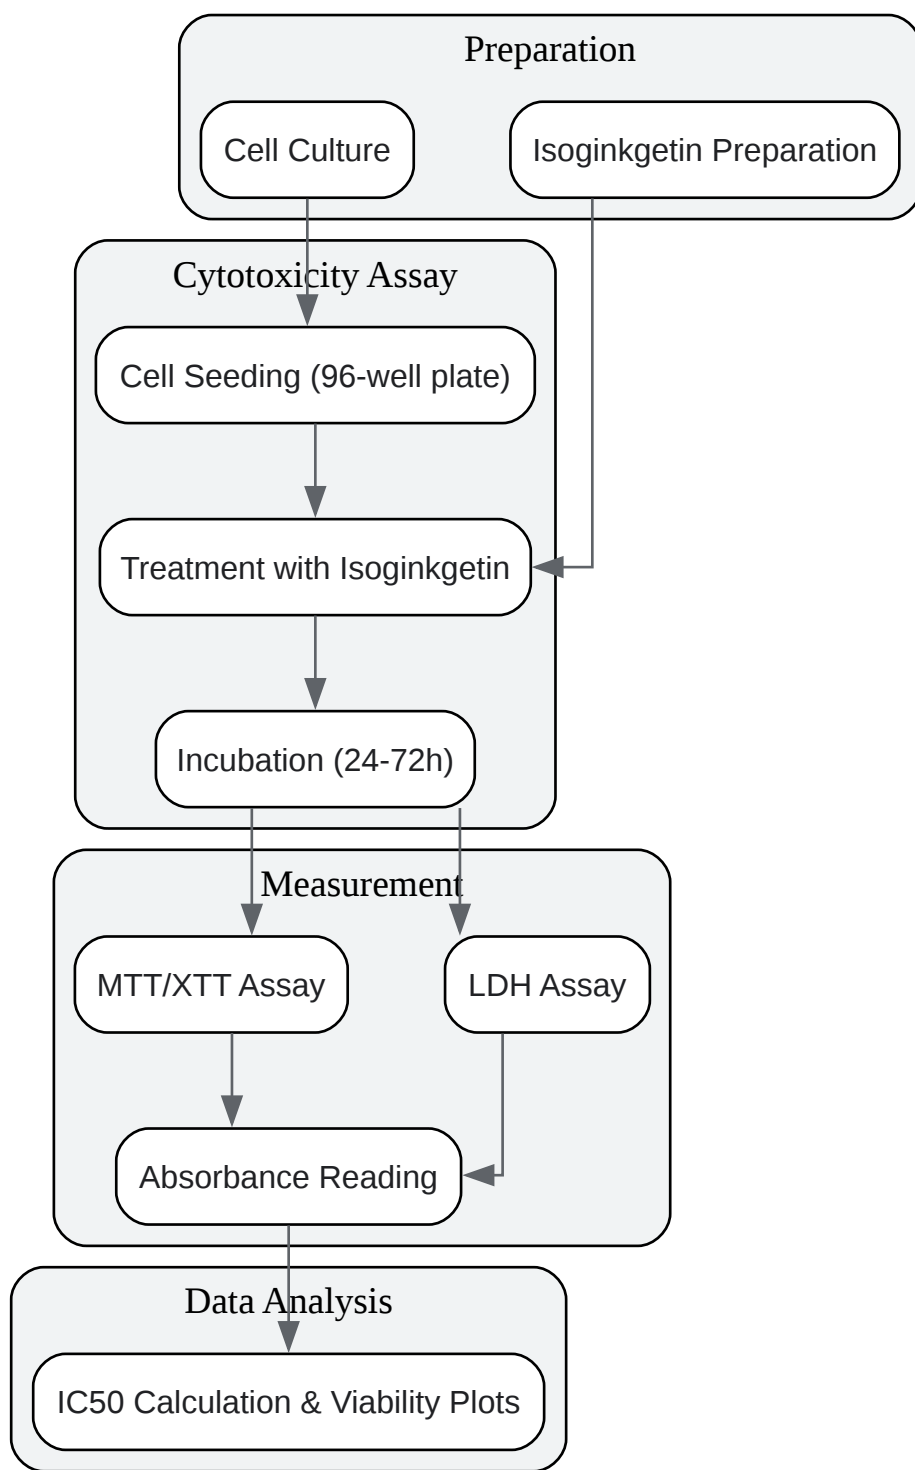 Preparation
Cell Culture
Isoginkgetin Preparation
Cytotoxicity Assay
Cell Seeding (96-well plate)
Treatment with Isoginkgetin
Incubation (24-72h)
Measurement
MTT/XTT Assay
LDH Assay
Absorbance Reading
Data Analysis
IC50 Calculation & Viability Plots